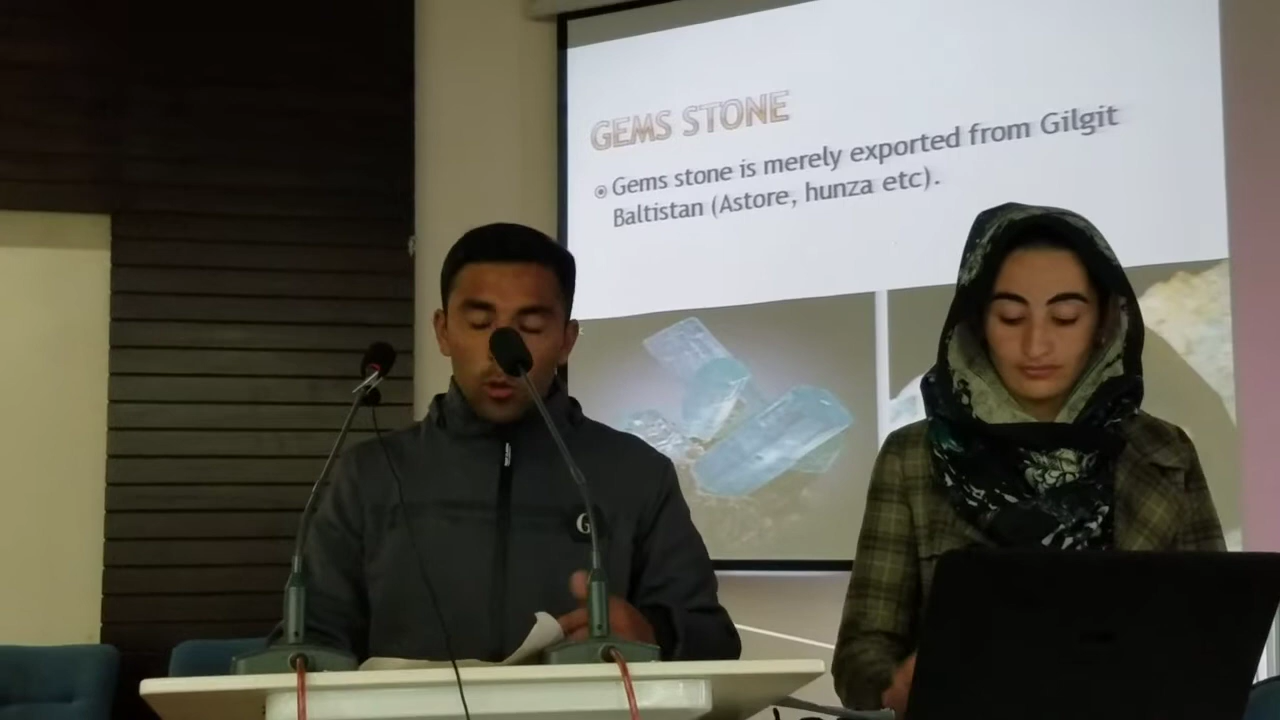 GEMS STONE
Gems stone is merely exported from Gilgit
Baltistan (Astore, hunza etc).
G